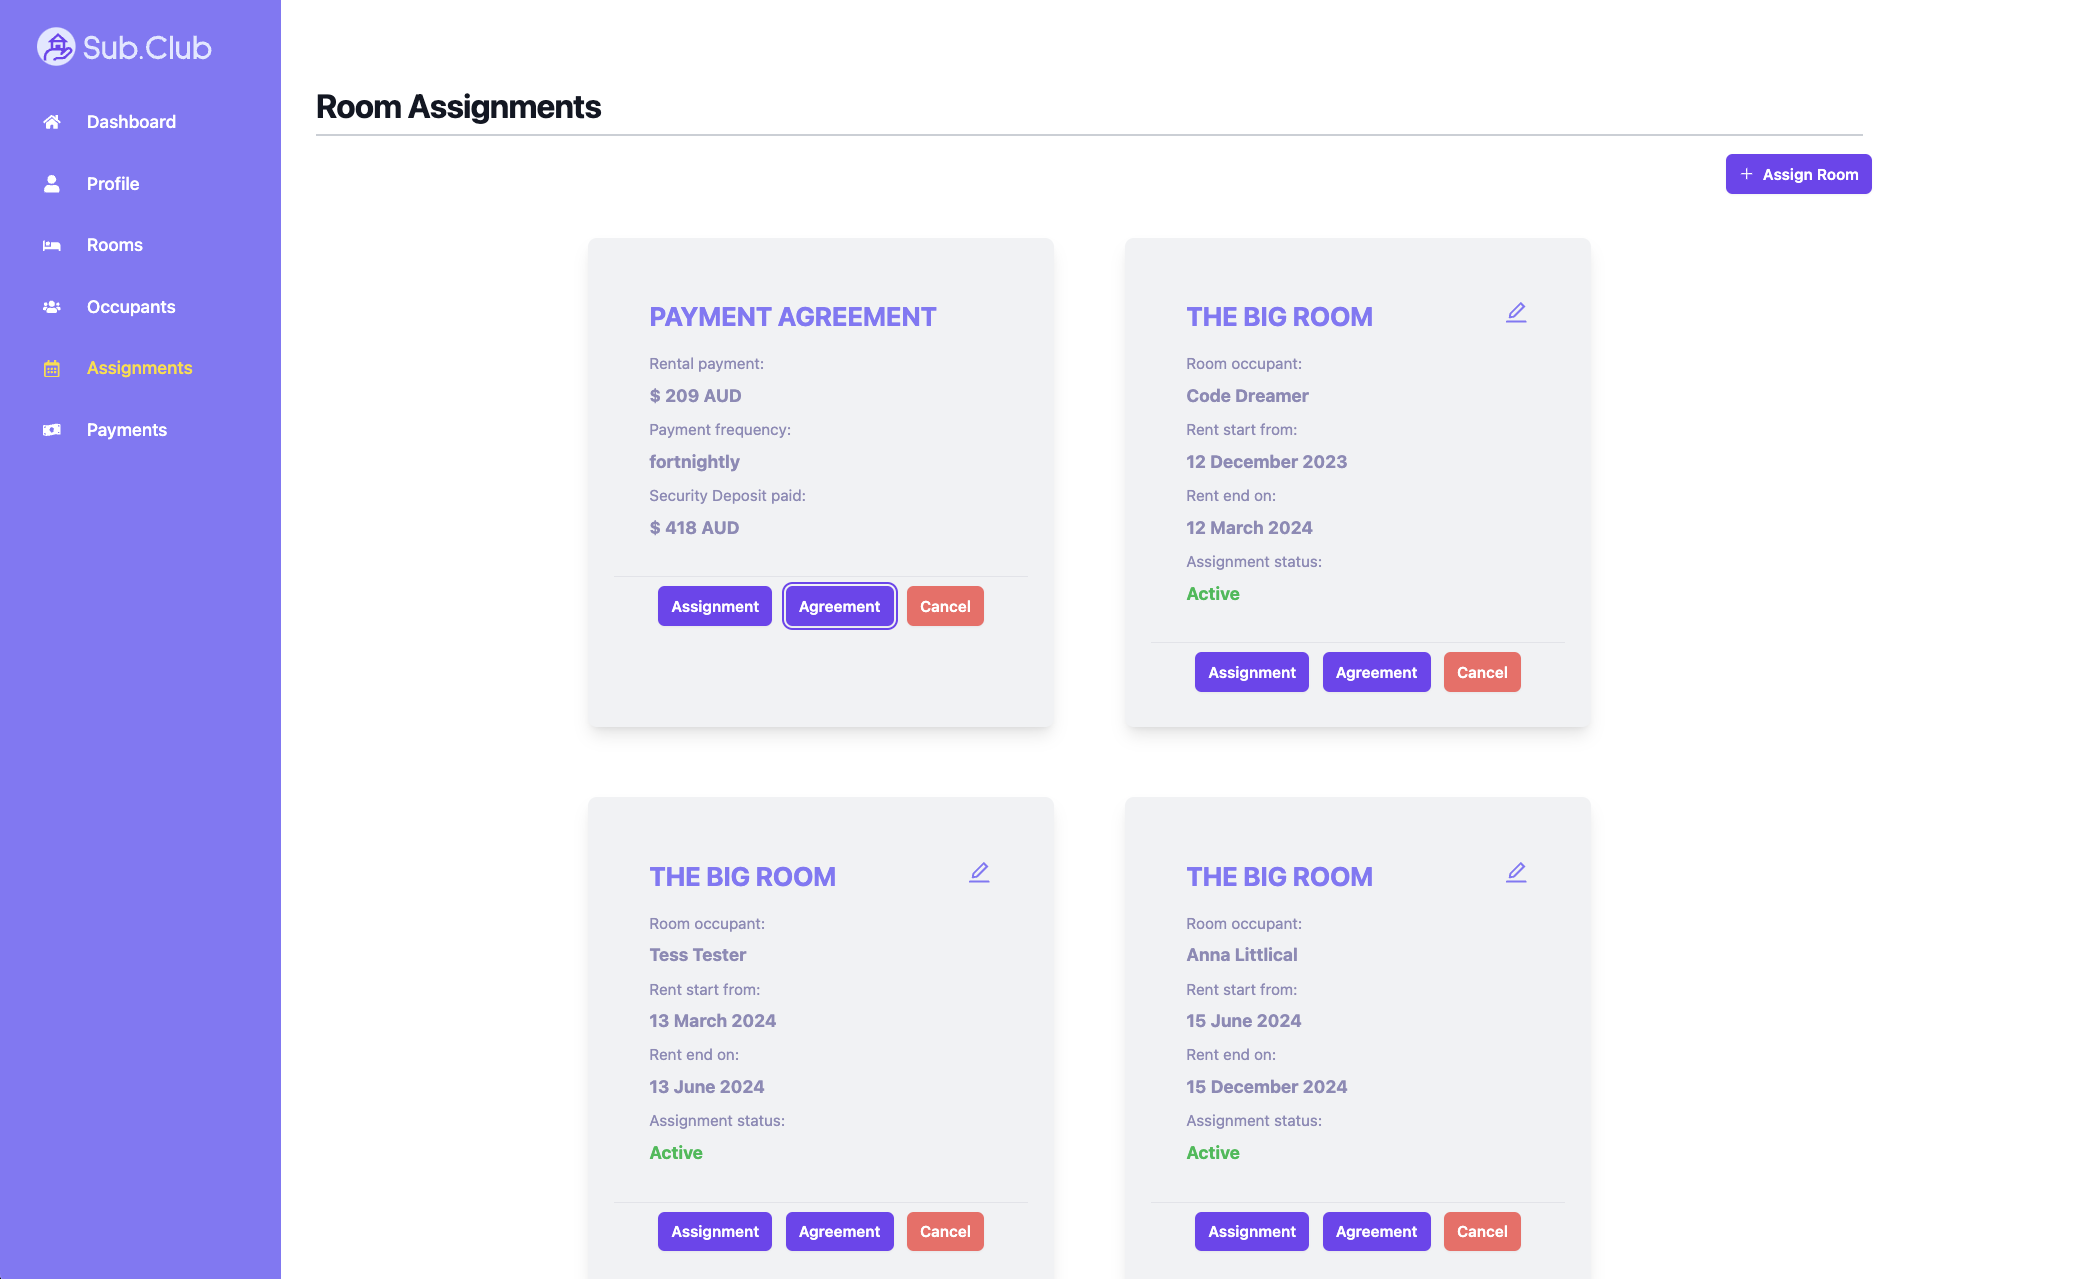 Sub.Club
Dashboard
Profile
Rooms
Occupants
Assignments
Payments
Room Assignments
+ Assign Room
PAYMENT AGREEMENT
Rental payment:
$ 209 AUD
Payment frequency:
fortnightly
Security Deposit paid:
$ 418 AUD
Assignment Agreement Cancel
THE BIG ROOM
Room occupant:
Code Dreamer
Rent start from:
12 December 2023
Rent end on:
12 March 2024
Assignment status:
Active
Assignment Agreement Cancel
THE BIG ROOM
Room occupant:
Tess Tester
Rent start from:
13 March 2024
Rent end on:
13 June 2024
Assignment status:
Active
Assignment Agreement Cancel
THE BIG ROOM
Room occupant:
Anna Littlical
Rent start from:
15 June 2024
Rent end on:
15 December 2024
Assignment status:
Active
Assignment Agreement Cancel